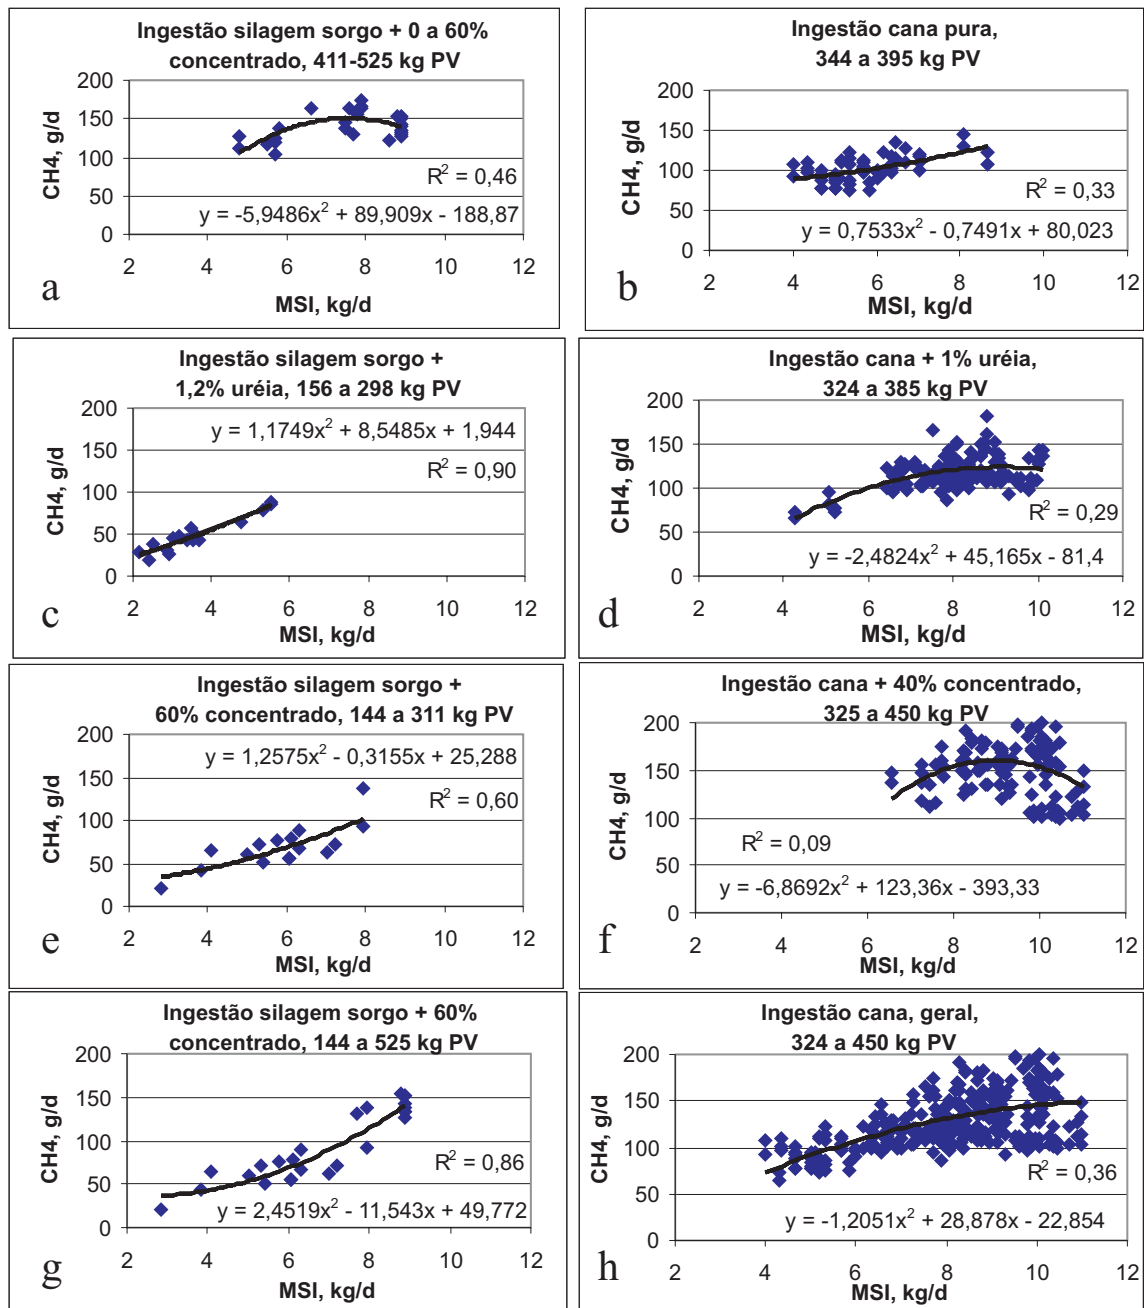 Ingestão silagem sorgo + 0 a 60%
concentrado, 411-525 kg PV
200
150
100
50
0
CH4, g/d
R² = 0,46
y = -5,9486x² + 89,909x - 188,87
2 4 6 8 10 12
MSI, kg/d
a
Ingestão cana pura,
344 a 395 kg PV
200
150
100
50
0
CH4, g/d
R² = 0,33
y = 0,7533x² - 0,7491x + 80,023
2 4 6 8 10 12
MSI, kg/d
b
Ingestão silagem sorgo +
1,2% uréia, 156 a 298 kg PV
200
150
100
50
0
CH4, g/d
y = 1,1749x² + 8,5485x + 1,944
R² = 0,90
2 4 6 8 10 12
MSI, kg/d
c
Ingestão cana + 1% uréia,
324 a 385 kg PV
200
150
100
50
0
CH4, g/d
R² = 0,29
y = -2,4824x² + 45,165x - 81,4
2 4 6 8 10 12
MSI, kg/d
d
Ingestão silagem sorgo +
60% concentrado, 144 a 311 kg PV
200
150
100
50
0
CH4, g/d
y = 1,2575x² - 0,3155x + 25,288
R² = 0,60
2 4 6 8 10 12
MSI, kg/d
e
Ingestão cana + 40% concentrado,
325 a 450 kg PV
200
150
100
50
0
CH4, g/d
R² = 0,09
y = -6,8692x² + 123,36x - 393,33
2 4 6 8 10 12
MSI, kg/d
f
Ingestão silagem sorgo + 60%
concentrado, 144 a 525 kg PV
200
150
100
50
0
CH4, g/d
R² = 0,86
y = 2,4519x² - 11,543x + 49,772
2 4 6 8 10 12
MSI, kg/d
g
Ingestão cana, geral,
324 a 450 kg PV
200
150
100
50
0
CH4, g/d
R² = 0,36
y = -1,2051x² + 28,878x - 22,854
2 4 6 8 10 12
MSI, kg/d
h